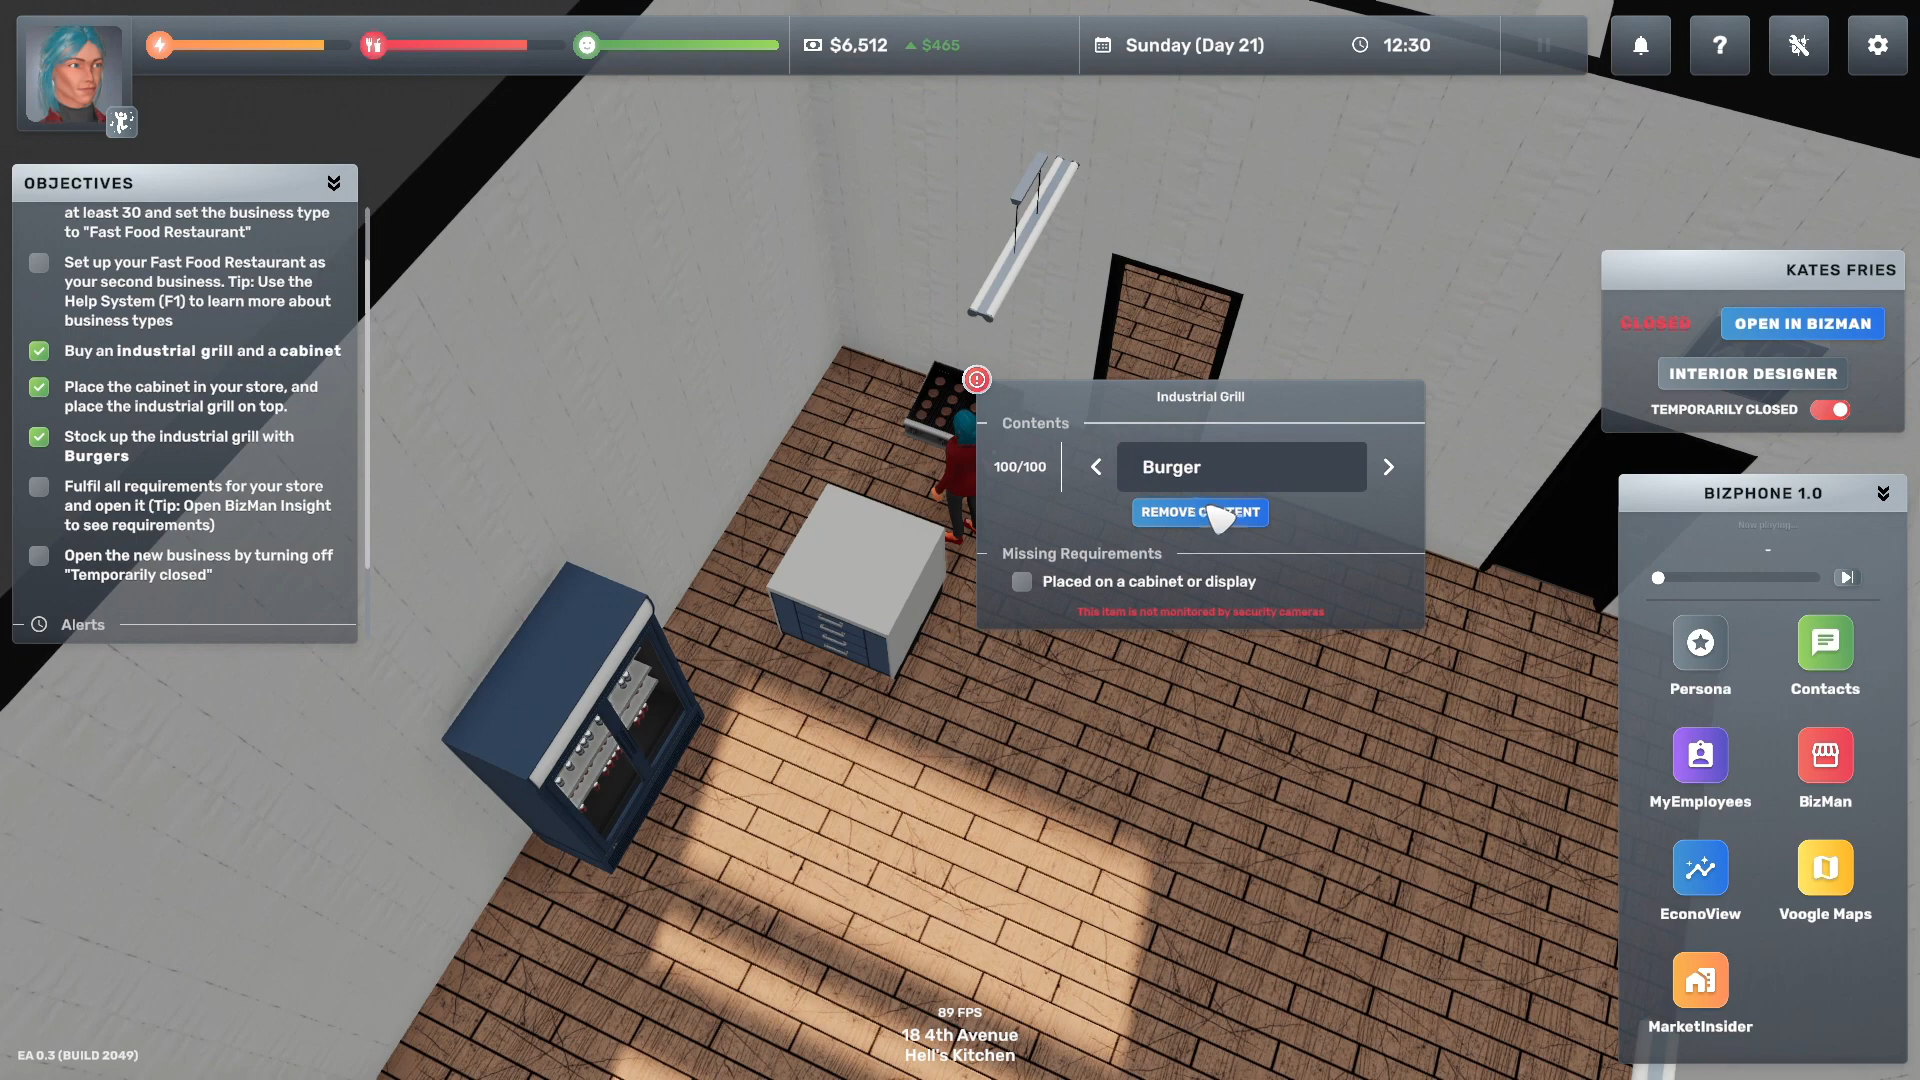 $6,512
$465
Sunday (Day 21)
12:30
?
OBJECTIVES
at least 30 and set the business type
to "Fast Food Restaurant"
Set up your Fast Food Restaurant as
your second business. Tip: Use the
Help System (F1) to learn more about
business types
Buy an industrial grill and a cabinet
Place the cabinet in your store, and
place the industrial grill on top.
Stock up the industrial grill with
Burgers
Fulfil all requirements for your store
and open it (Tip: Open BizMan Insight
to see requirements)
Open the new business by turning off
"Temporarily closed"
Alerts
Industrial Grill
Contents
100/100
Burger
REMOVE CONTENT
Missing Requirements
Placed on a cabinet or display
This item is not monitored by security cameras
KATES FRIES
CLOSED
OPEN IN BIZMAN
INTERIOR DESIGNER
TEMPORARILY CLOSED
BIZPHONE 1.0
Now playing...
-
Persona
Contacts
MyEmployees
BizMan
EconoView
Voogle Maps
MarketInsider
89 FPS
18 4th Avenue
Hell's Kitchen
EA 0.3 (BUILD 2049)